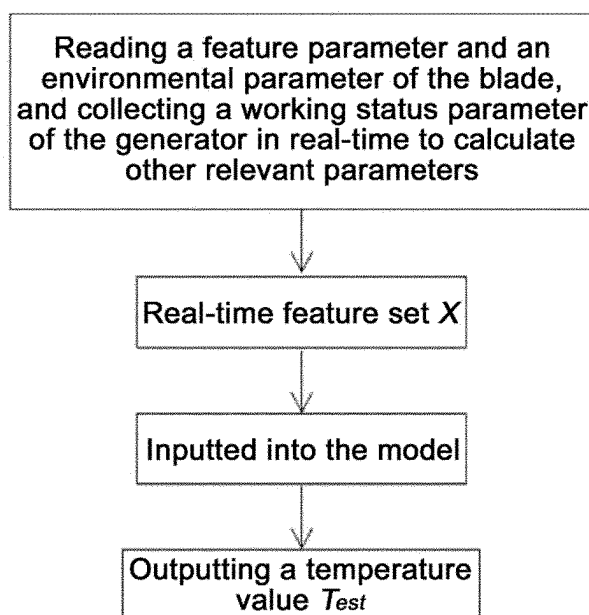 Reading a feature parameter and an
environmental parameter of the blade,
and collecting a working status parameter
of the generator in real-time to calculate
other relevant parameters
Real-time feature set X
Inputted into the model
Outputting a temperature
value Test